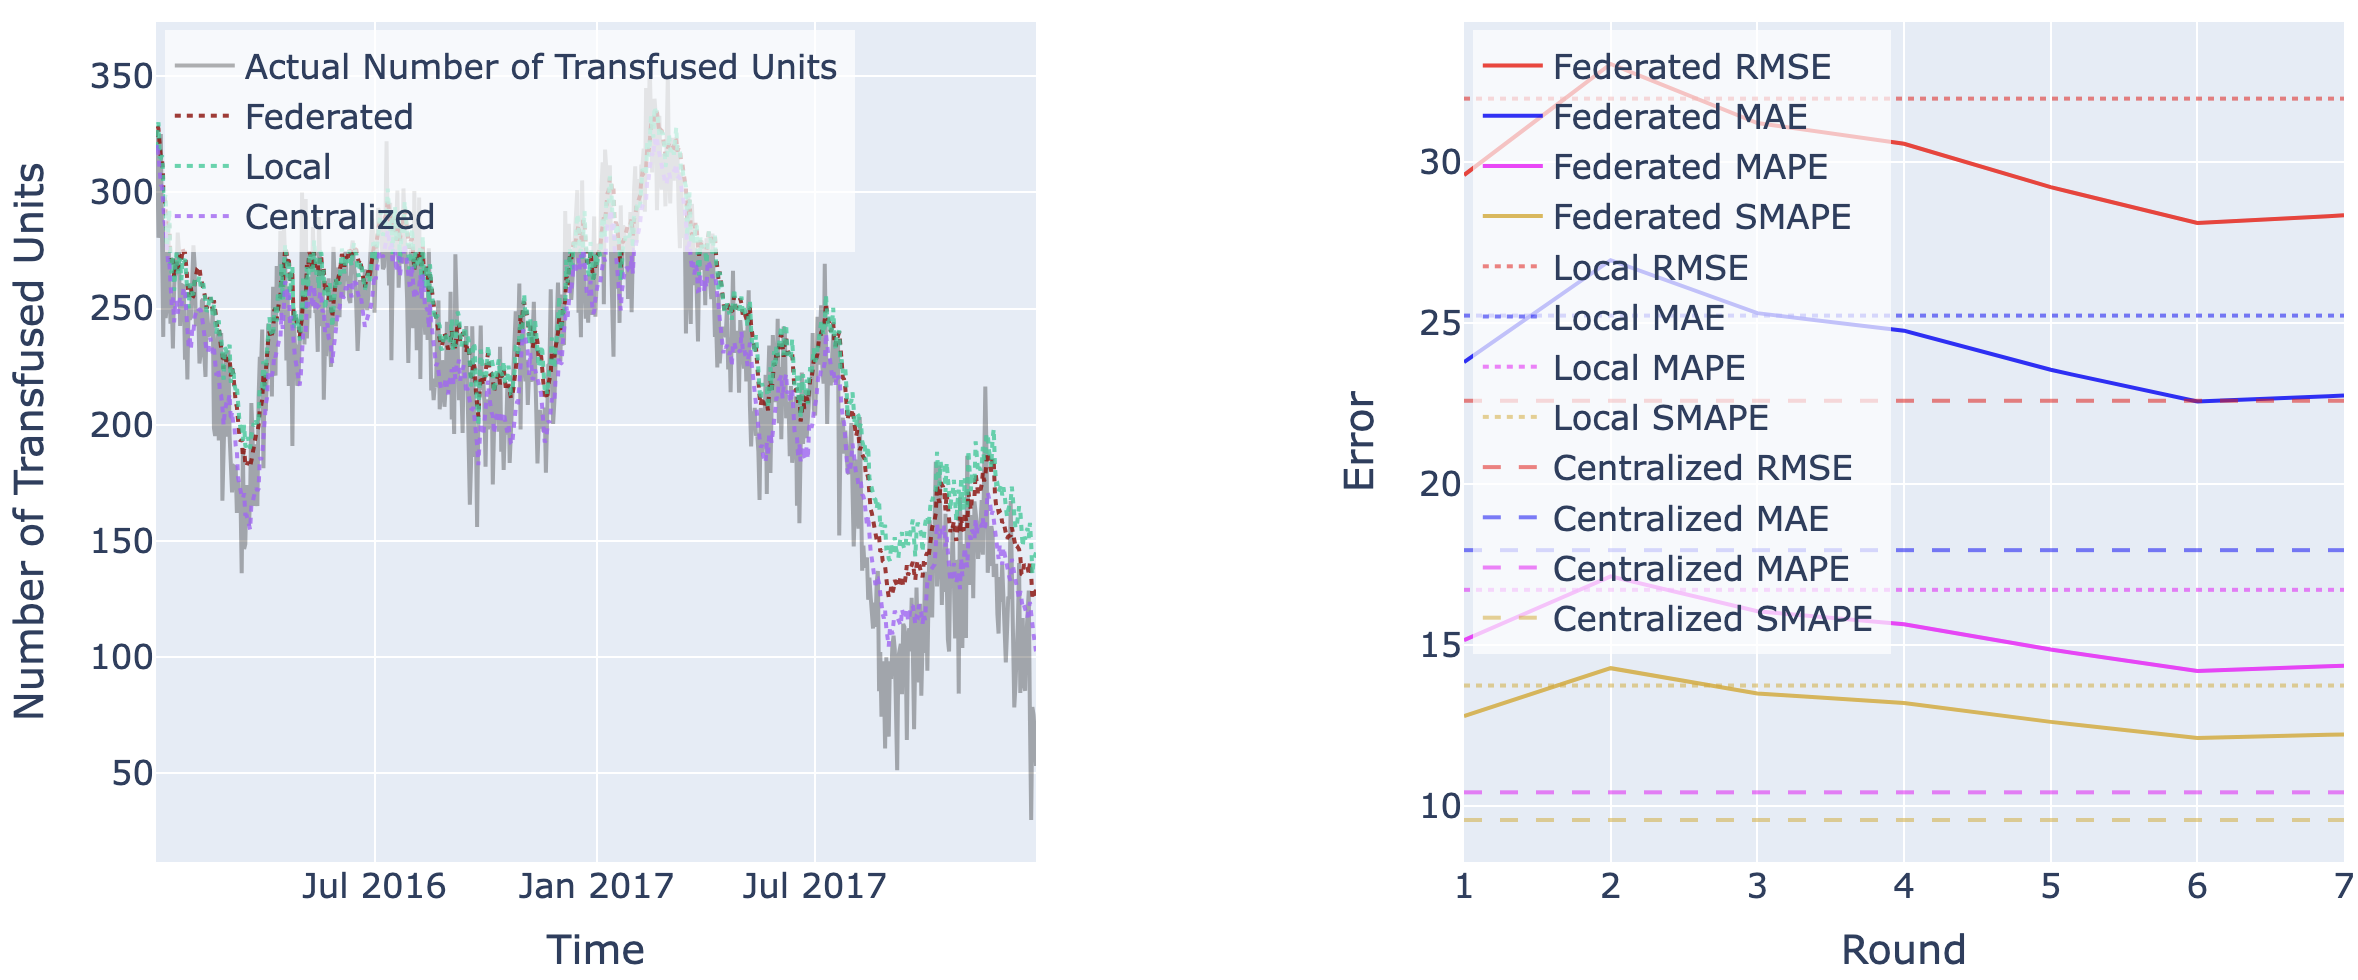 Number of Transfused Units
350
300
250
200
150
100
50
Actual Number of Transfused Units
Federated
Local
Centralized
Jul 2016
Jan 2017
Jul 2017
Time
Error
30
25
20
15
10
Federated RMSE
Federated MAE
Federated MAPE
Federated SMAPE
Local RMSE
Local MAE
Local MAPE
Local SMAPE
Centralized RMSE
Centralized MAE
Centralized MAPE
Centralized SMAPE
1
2
3
4
5
6
7
Round